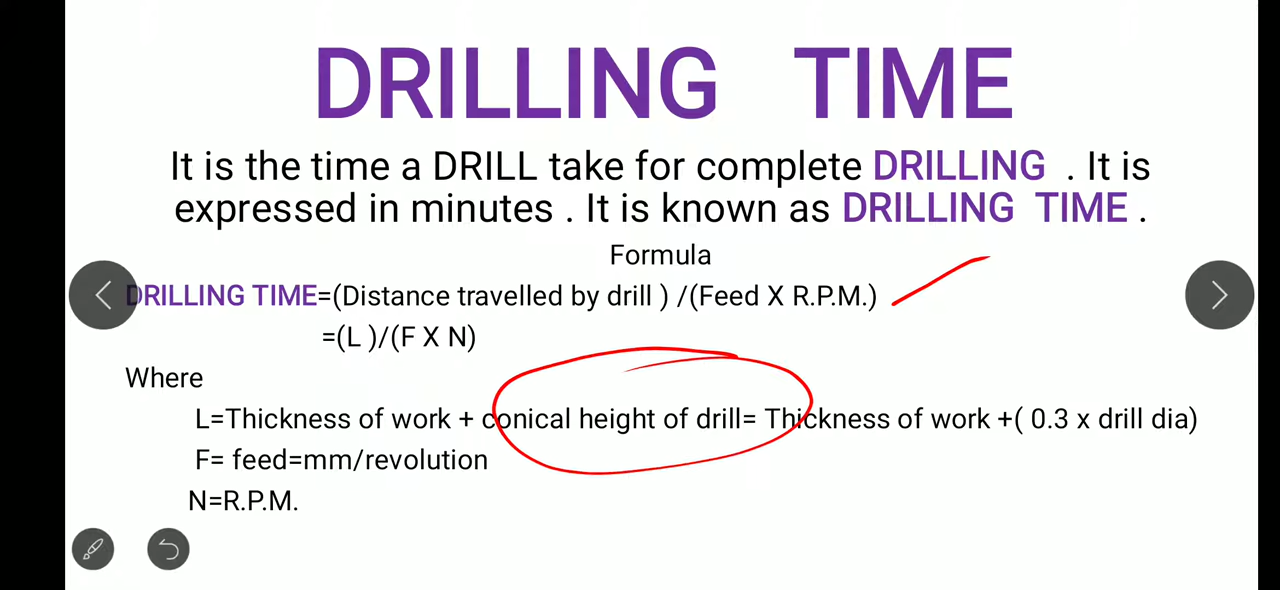 DRILLING TIME
It is the time a DRILL take for complete DRILLING . It is
expressed in minutes . It is known as DRILLING TIME .
Formula
DRILLING TIME=(Distance travelled by drill ) /(Feed X R.P.M.)
=(L )/(F X N)
Where
L=Thickness of work + conical height of drill= Thickness of work +( 0.3 x drill dia)
F= feed=mm/revolution
N=R.P.M.